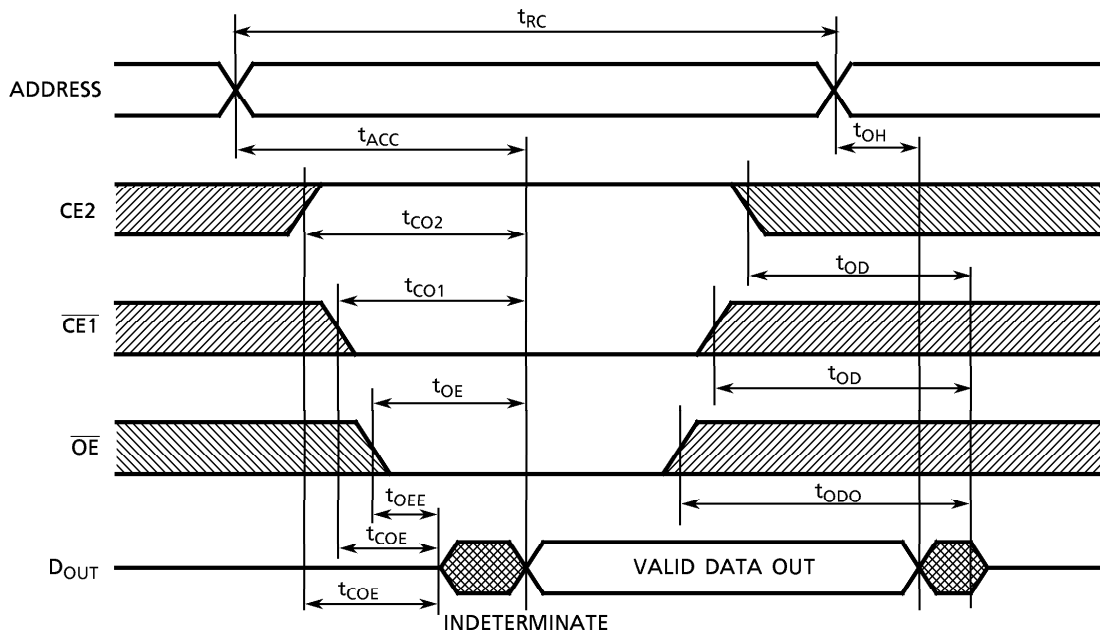 tRC
ADDRESS
tACC
tOH
CE2
tCO2
tOD
CE1
tCO1
tOD
OE
tOE
tOEE
tODO
tCOE
DOUT
VALID DATA OUT
tCOE
INDETERMINATE